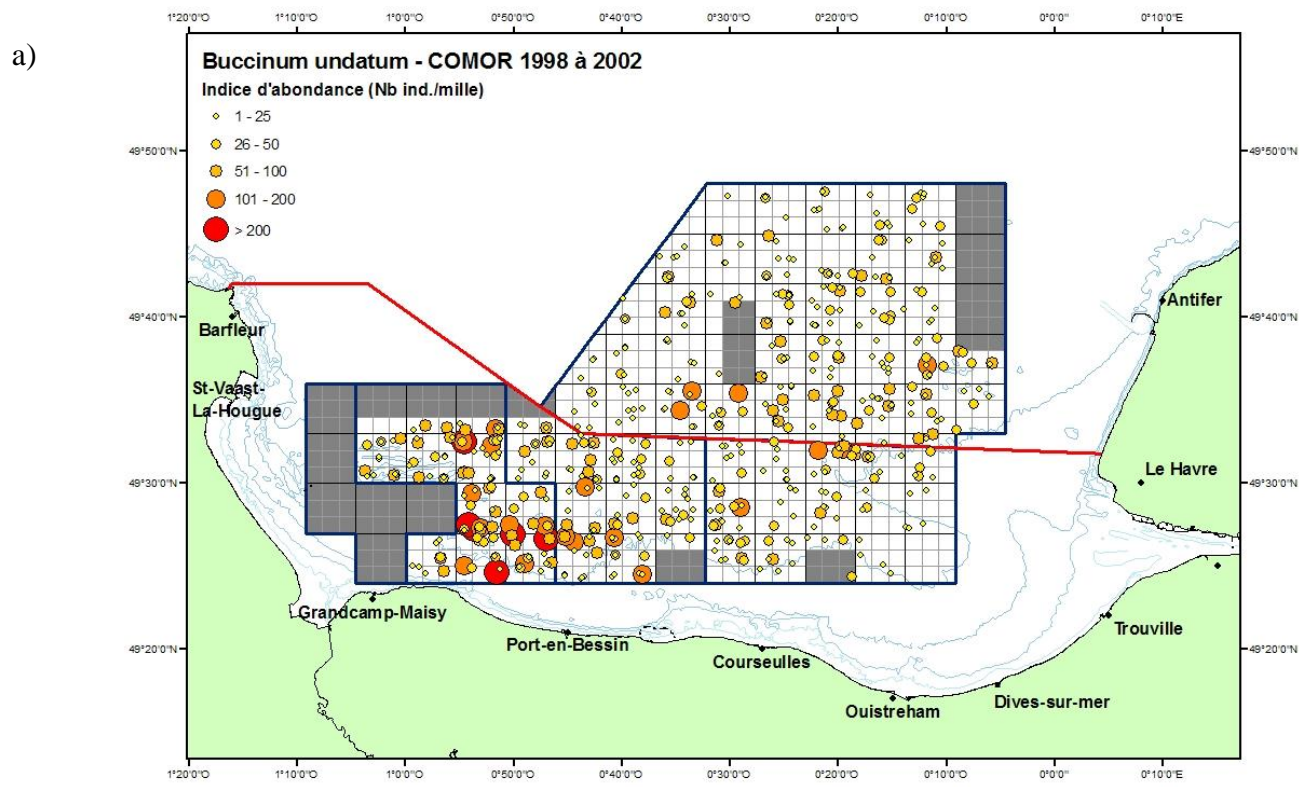 a)
1°20'0"O 1°10'0"O 1°0'0"O 0°50'0"O 0°40'0"O 0°30'0"O 0°20'0"O 0°10'0"O 0°0'0" 0°10'0"E
Buccinum undatum - COMOR 1998 à 2002
Indice d'abondance (Nb ind./mille)
1 - 25
26 - 50
51 - 100
101 - 200
> 200
49°50'0"N 49°50'0"N
Antifer
49°40'0"N 49°40'0"N
Barfleur
St-Vaast-
La-Hougue
Le Havre
49°30'0"N 49°30'0"N
Grandcamp-Maisy
Trouville
Port-en-Bessin
49°20'0"N 49°20'0"N
Courseulles
Dives-sur-mer
Ouistreham
1°20'0"O 1°10'0"O 1°0'0"O 0°50'0"O 0°40'0"O 0°30'0"O 0°20'0"O 0°10'0"O 0°0'0" 0°10'0"E